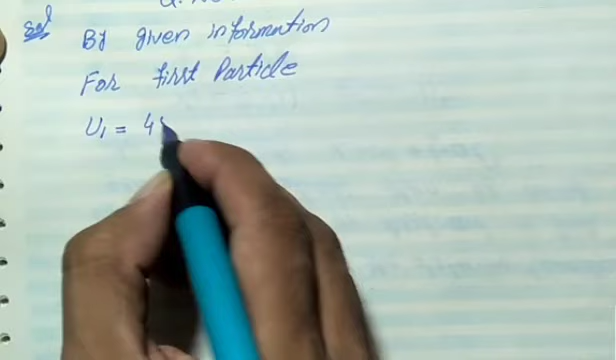 Sol
By given information
For first Particle
U₁ = 4